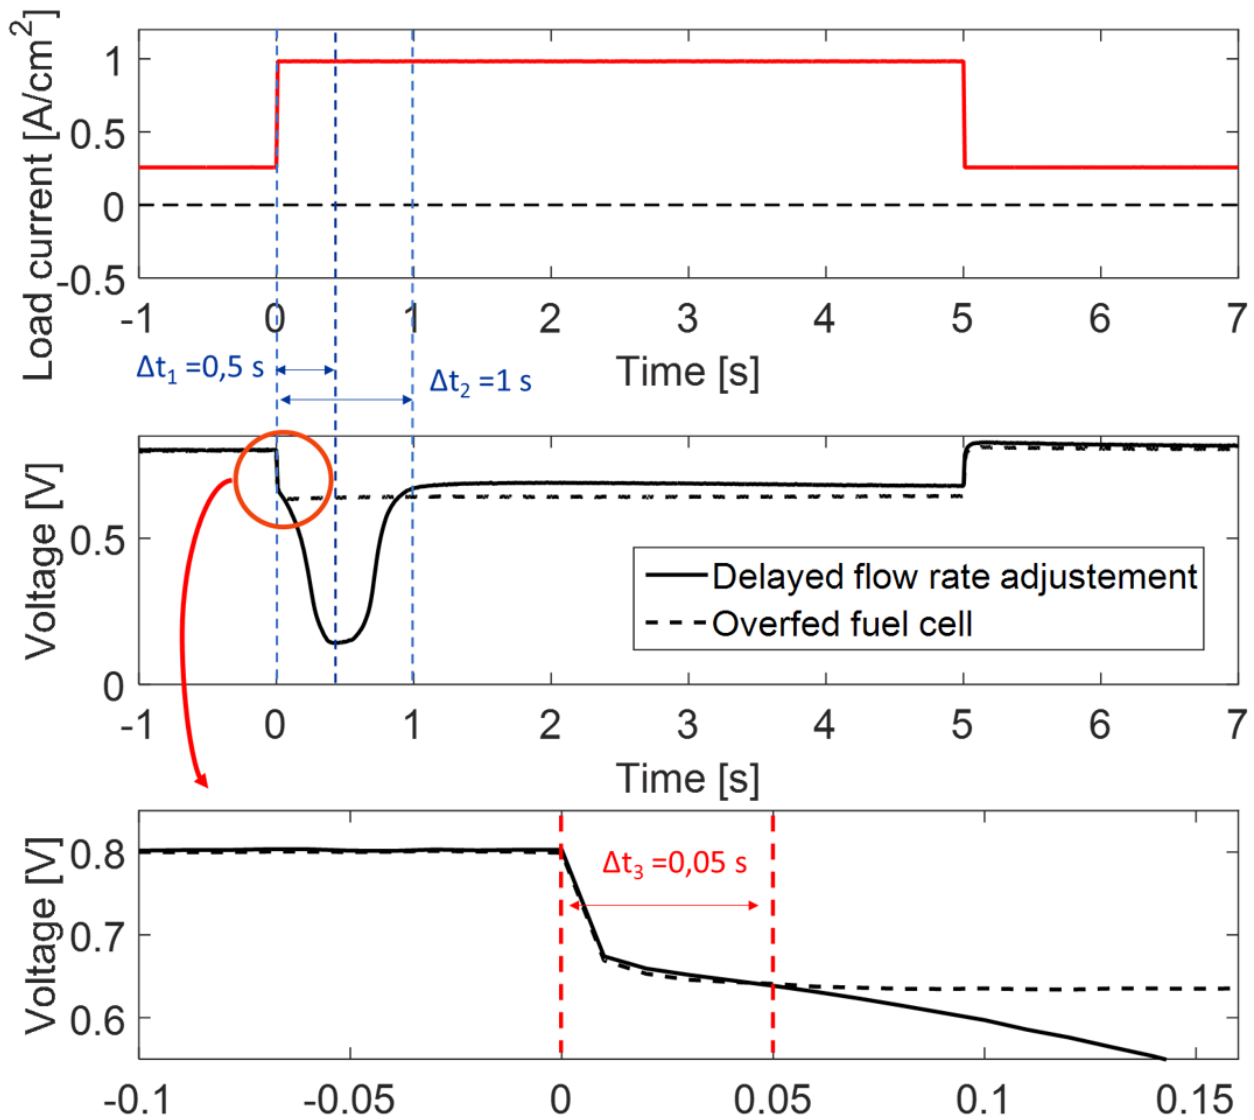 Load current [A/cm²]
1
0.5
0
-0.5
-1 0 1 2 3 4 5 6 7
Time [s]
Δt₁ =0,5 s
Δt₂ =1 s
Voltage [V]
0.5
0
Delayed flow rate adjustement
Overfed fuel cell
-1 0 1 2 3 4 5 6 7
Time [s]
Voltage [V]
0.8
0.7
0.6
Δt₃ =0,05 s
-0.1 -0.05 0 0.05 0.1 0.15